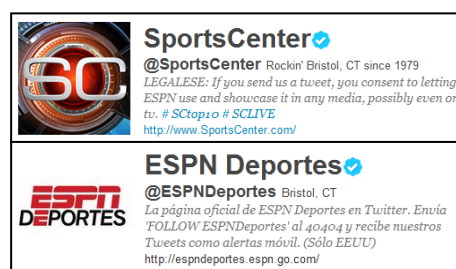 SC
SportsCenter
@SportsCenter Rockin' Bristol, CT since 1979
LEGALESE: If you send us a tweet, you consent to letting
ESPN use and showcase it in any media, possibly even on
tv. # SCtop10 # SCLIVE
http://www.SportsCenter.com/
ESPN
DEPORTES
ESPN Deportes
@ESPNDeportes Bristol, CT
La página oficial de ESPN Deportes en Twitter. Envía
'FOLLOW ESPNDeportes' al 40404 y recibe nuestros
Tweets como alertas móvil. (Sólo EEUU)
http://espndeportes.espn.go.com/